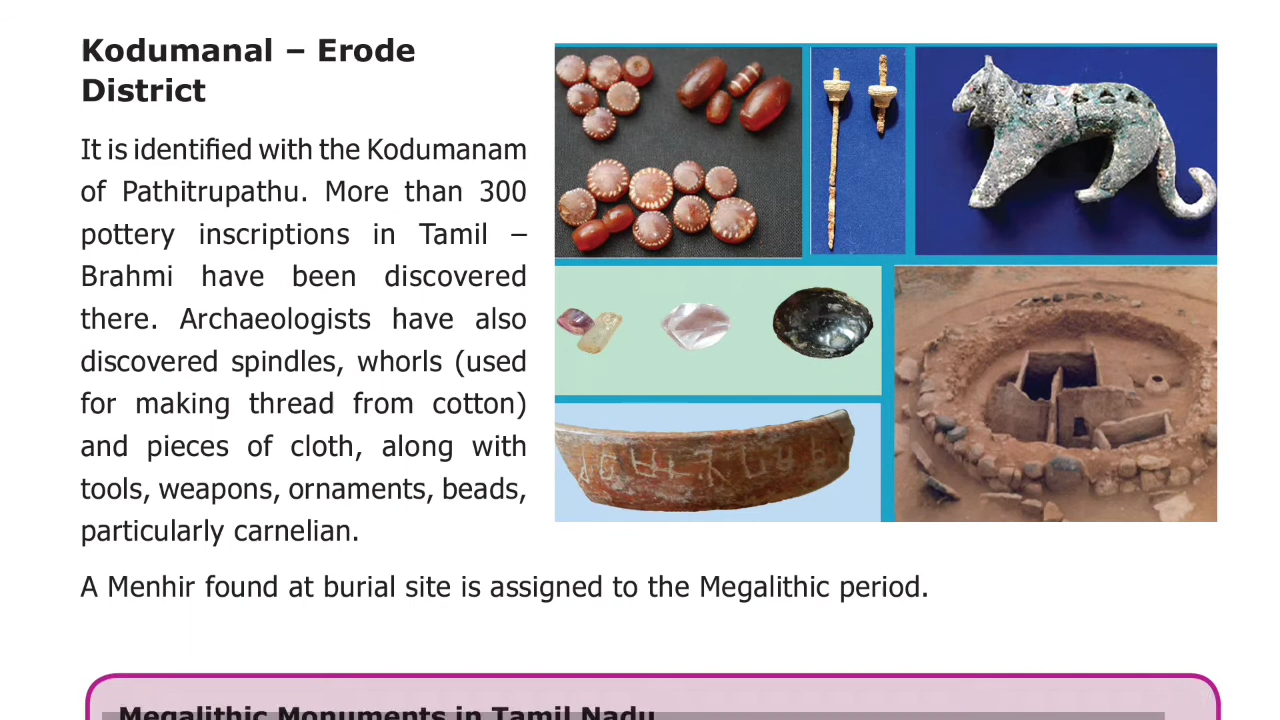 Kodumanal – Erode
District
It is identified with the Kodumanam
of Pathitrupathu. More than 300
pottery inscriptions in Tamil –
Brahmi have been discovered
there. Archaeologists have also
discovered spindles, whorls (used
for making thread from cotton)
and pieces of cloth, along with
tools, weapons, ornaments, beads,
particularly carnelian.
A Menhir found at burial site is assigned to the Megalithic period.
Megalithic Monuments in Tamil Nadu